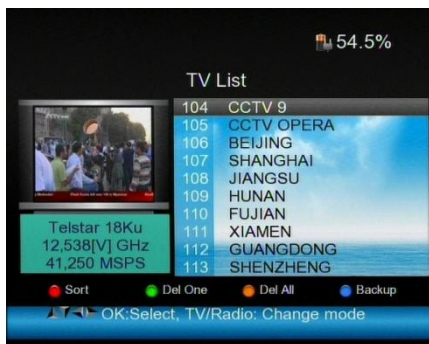 54.5%
TV List
104 CCTV 9
105 CCTV OPERA
106 BEIJING
107 SHANGHAI
108 JIANGSU
109 HUNAN
110 FUJIAN
111 XIAMEN
112 GUANGDONG
113 SHENZHENG
Telstar 18Ku
12,538[V] GHz
41,250 MSPS
Sort Del One Del All Backup
OK:Select, TV/Radio: Change mode